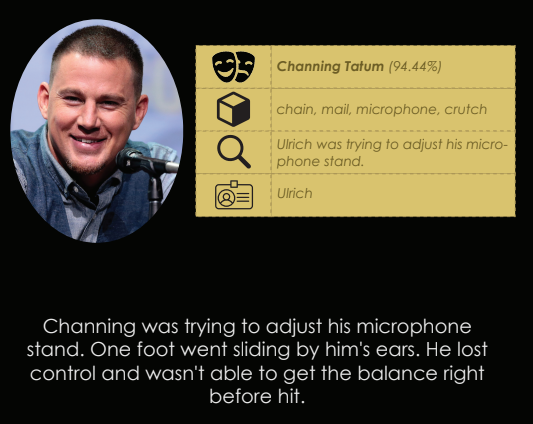 Channing Tatum (94.44%)
chain, mail, microphone, crutch
Ulrich was trying to adjust his micro-
phone stand.
Ulrich
Channing was trying to adjust his microphone
stand. One foot went sliding by him's ears. He lost
control and wasn't able to get the balance right
before hit.